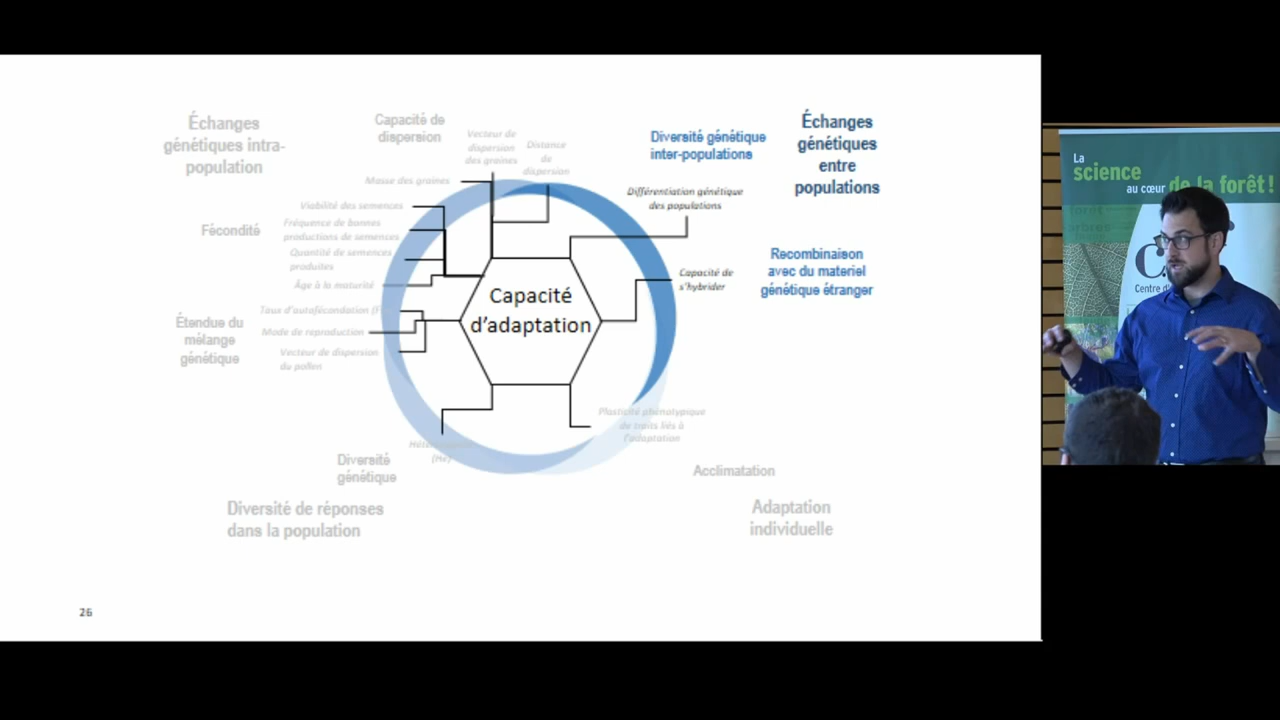 Échanges
génétiques intra-
population
Capacité de
dispersion
Vecteur de
dispersion
des graines
Distance
de
dispersion
Masse des graines
Viabilité des semences
Fécondité
Fréquence de bonnes
productions de semences
Quantité de semences
produites
Âge à la maturité
Étendue du
mélange
génétique
Taux d'autofécondation (F
Mode de reproduction
Vecteur de dispersion
du pollen
Capacité
d'adaptation
Diversité génétique
inter-populations
Échanges
génétiques
entre
populations
Différentiation génétique
des populations
Capacité de
s'hybrider
Recombinaison
avec du materiel
génétique étranger
(He)
Diversité
génétique
Diversité de réponses
dans la population
Plasticité phénotypique
de traits liés à
l'adaptation
Acclimatation
Adaptation
individuelle
26
La
science
au cœur de la forêt!
Centre d'